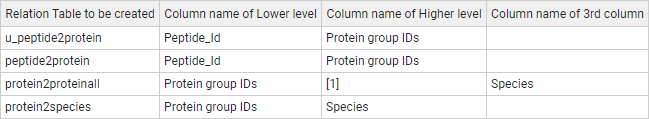 Relation Table to be created Column name of Lower level Column name of Higher level Column name of 3rd column
u_peptide2protein Peptide_Id Protein group IDs
peptide2protein Peptide_Id Protein group IDs
protein2proteinall Protein group IDs [1] Species
protein2species Protein group IDs Species